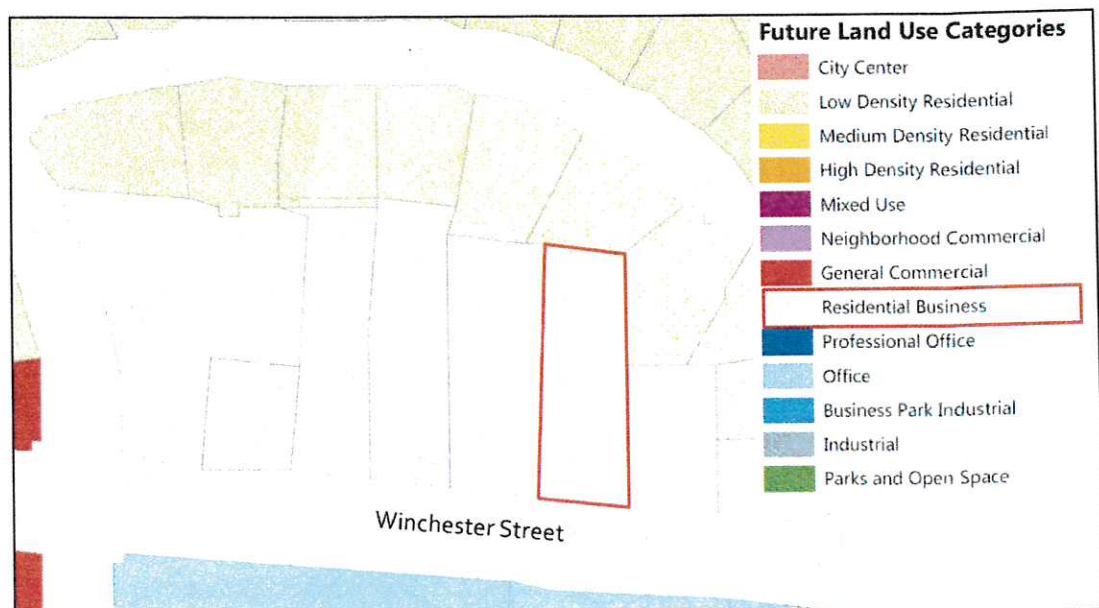 Future Land Use Categories
City Center
Low Density Residential
Medium Density Residential
High Density Residential
Mixed Use
Neighborhood Commercial
General Commercial
Residential Business
Professional Office
Office
Business Park Industrial
Industrial
Parks and Open Space
Winchester Street